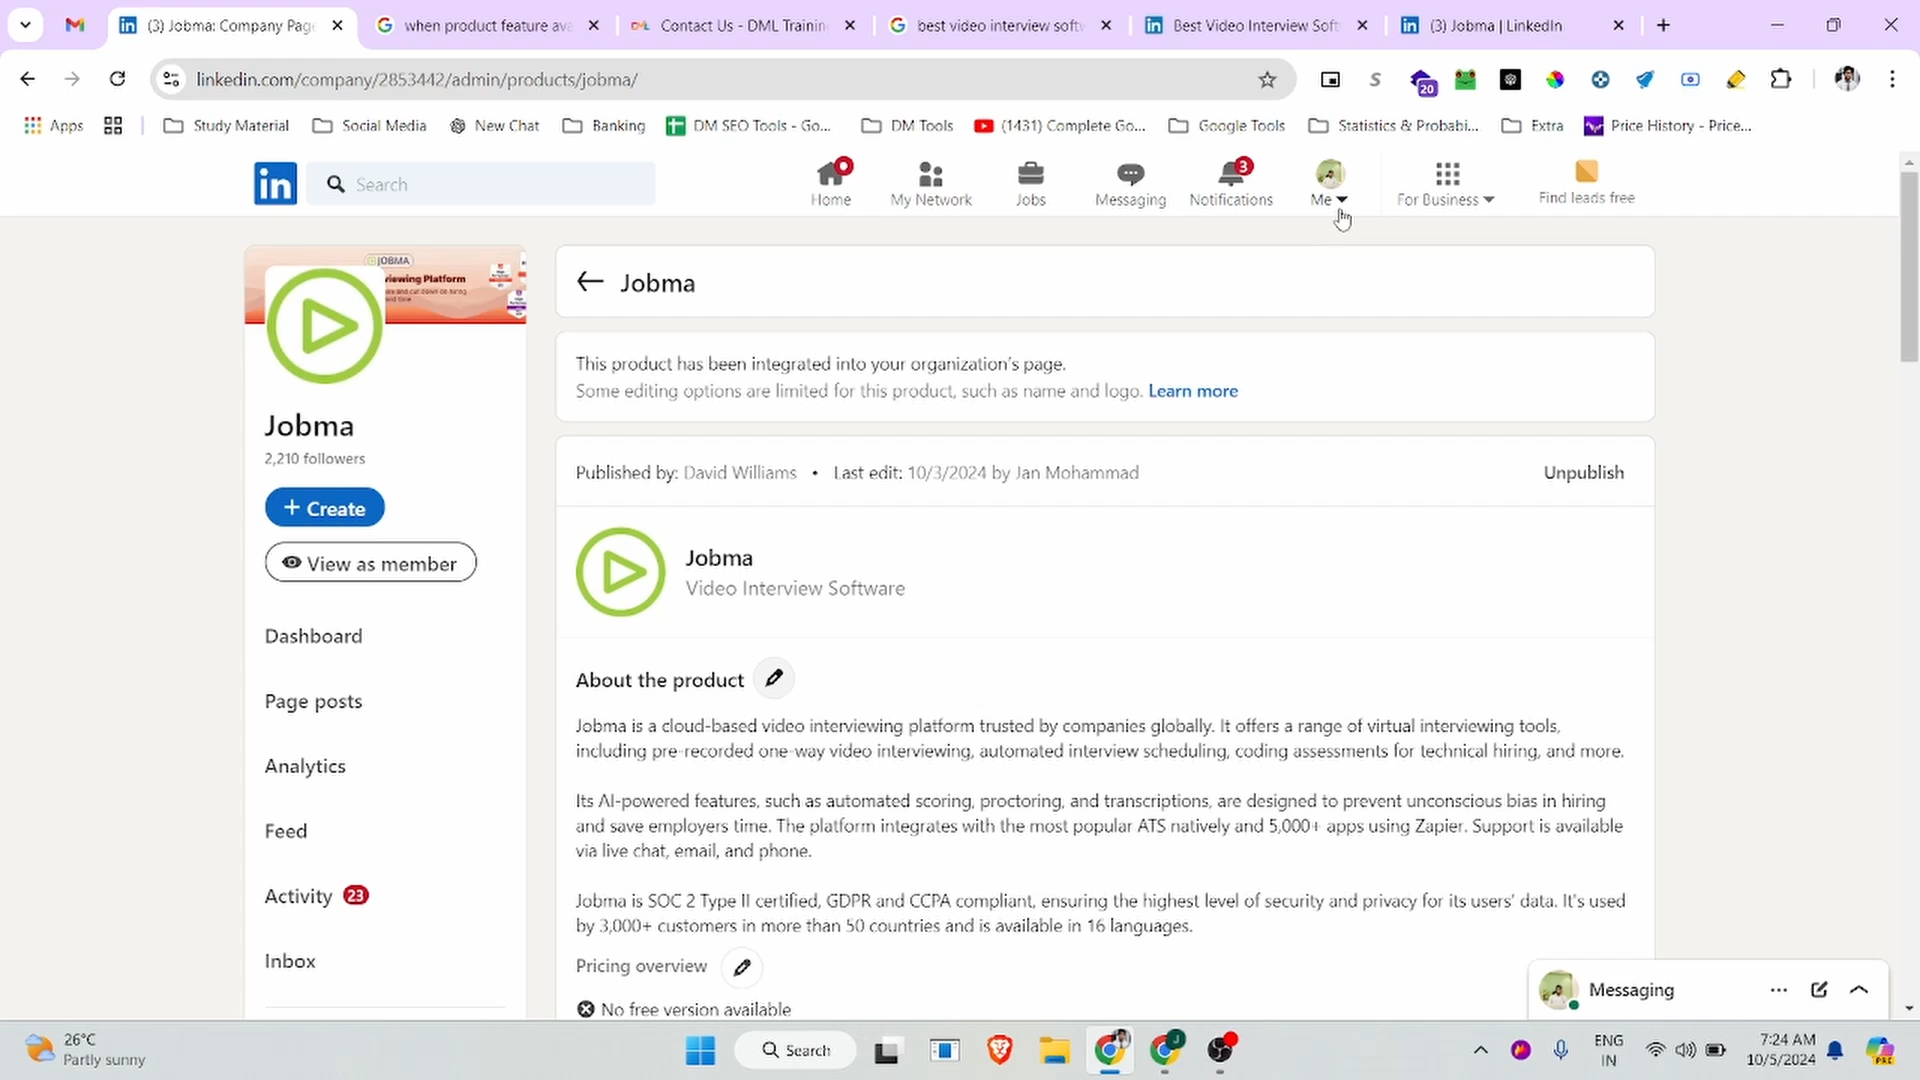 (3) Jobma: Company Page
when product feature ava
DML
Contact Us - DML Training
best video interview softw
Best Video Interview Soft
(3) Jobma | LinkedIn
linkedin.com/company/2853442/admin/products/jobma/
S
20
Apps
Study Material
Social Media
New Chat
Banking
DM SEO Tools - Go...
DM Tools
(1431) Complete Go...
Google Tools
Statistics & Probabi...
Extra
Price History - Price...
in
Search
Home
My Network
Jobs
Messaging
3
Notifications
Me
For Business
Find leads free
JOBMA
viewing Platform
Jobma
2,210 followers
+ Create
View as member
Dashboard
Page posts
Analytics
Feed
Activity 23
Inbox
Jobma
This product has been integrated into your organization's page.
Some editing options are limited for this product, such as name and logo. Learn more
Published by: David Williams • Last edit: 10/3/2024 by Jan Mohammad
Unpublish
Jobma
Video Interview Software
About the product
Jobma is a cloud-based video interviewing platform trusted by companies globally. It offers a range of virtual interviewing tools,
including pre-recorded one-way video interviewing, automated interview scheduling, coding assessments for technical hiring, and more.
Its AI-powered features, such as automated scoring, proctoring, and transcriptions, are designed to prevent unconscious bias in hiring
and save employers time. The platform integrates with the most popular ATS natively and 5,000+ apps using Zapier. Support is available
via live chat, email, and phone.
Jobma is SOC 2 Type II certified, GDPR and CCPA compliant, ensuring the highest level of security and privacy for its users' data. It's used
by 3,000+ customers in more than 50 countries and is available in 16 languages.
Pricing overview
No free version available
Messaging
26°C
Partly sunny
Search
ENG
IN
7:24 AM
10/5/2024
PRE